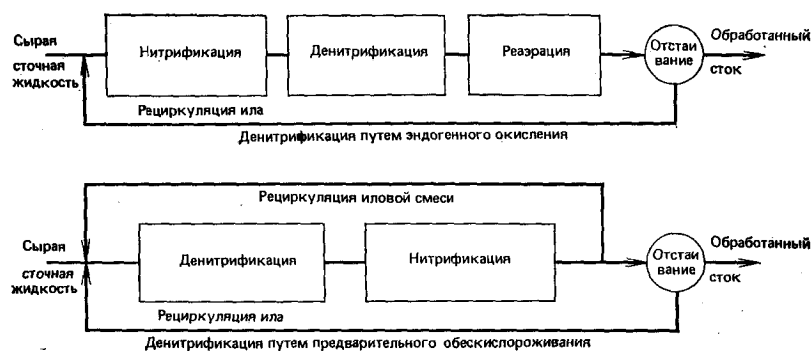 Сырая
сточная
жидкость
Нитрификация
Денитрификация
Реаэрация
Отстаи
вание
Обработанный
сток
Рециркуляция ила
Денитрификация путем эндогенного окисления
Рециркуляция иловой смеси
Сырая
сточная
жидкость
Денитрификация
Нитрификация
Отстаи
вание
Обработанный
сток
Рециркуляция ила
Денитрификация путем предварительного обескислороживания